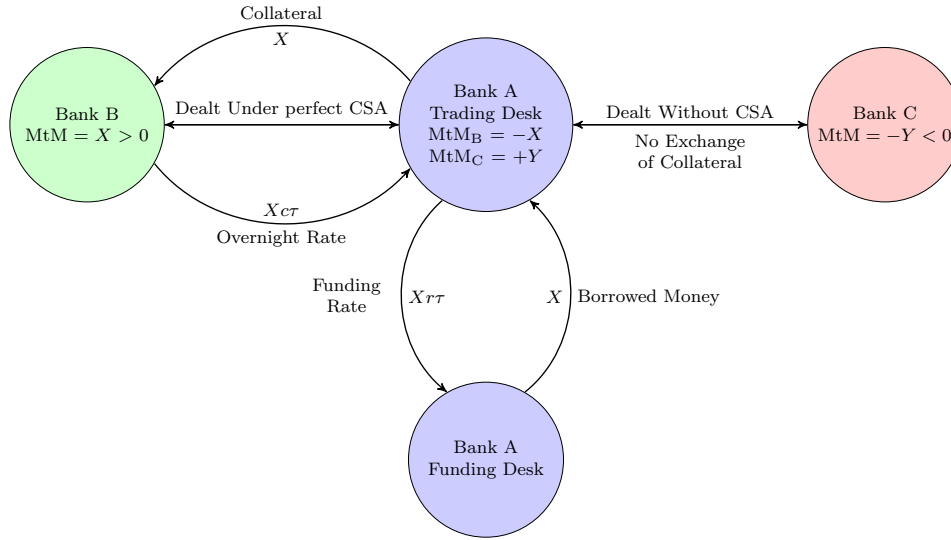 Collateral
X
Bank B
MtM = X > 0
Dealt Under perfect CSA
Bank A
Trading Desk
MtM_B = −X
MtM_C = +Y
Dealt Without CSA
No Exchange
of Collateral
Bank C
MtM = −Y < 0
Xcτ
Overnight Rate
Funding
Rate
Xrτ
X
Borrowed Money
Bank A
Funding Desk